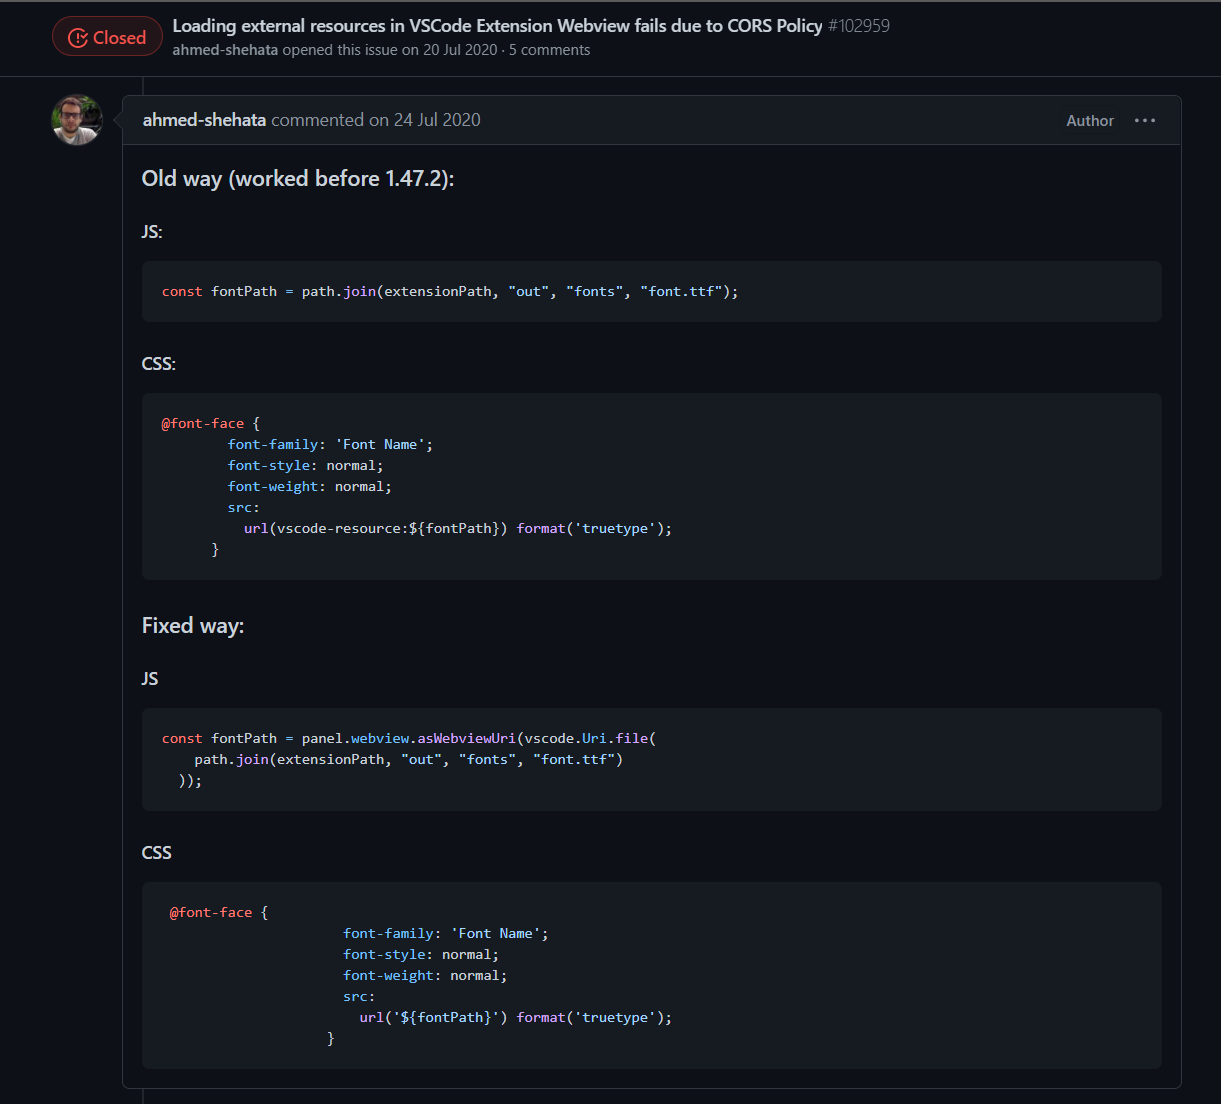 Closed
Loading external resources in VSCode Extension Webview fails due to CORS Policy #102959
ahmed-shehata opened this issue on 20 Jul 2020 · 5 comments
ahmed-shehata commented on 24 Jul 2020
Author
Old way (worked before 1.47.2):
JS:
const fontPath = path.join(extensionPath, "out", "fonts", "font.ttf");
CSS:
@font-face {
font-family: 'Font Name';
font-style: normal;
font-weight: normal;
src:
url(vscode-resource:${fontPath}) format('truetype');
}
Fixed way:
JS
const fontPath = panel.webview.asWebviewUri(vscode.Uri.file(
path.join(extensionPath, "out", "fonts", "font.ttf")
));
CSS
@font-face {
font-family: 'Font Name';
font-style: normal;
font-weight: normal;
src:
url('${fontPath}') format('truetype');
}